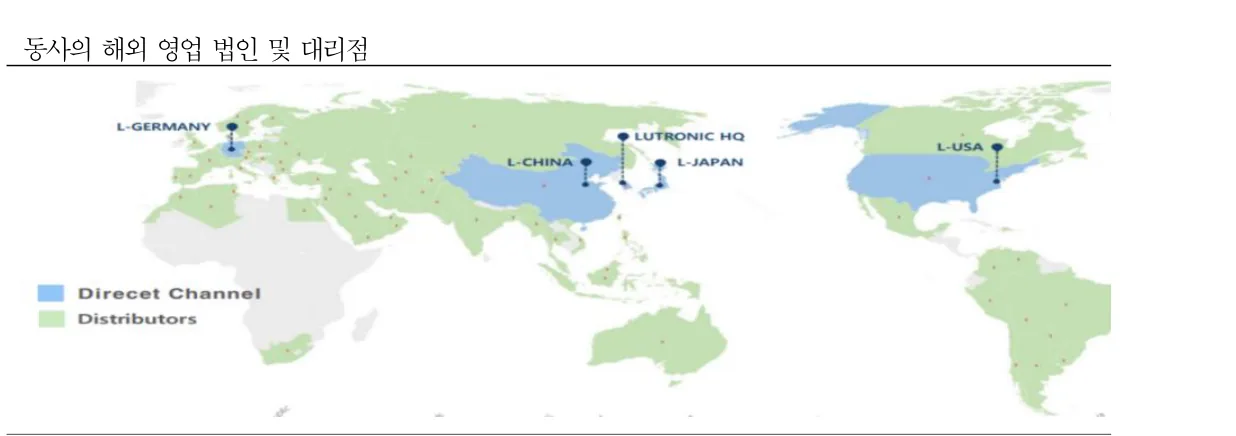 동사의 해외 영업 법인 및 대리점
L-GERMANY
LUTRONIC HQ
L-CHINA
L-JAPAN
L-USA
Direcet Channel
Distributors